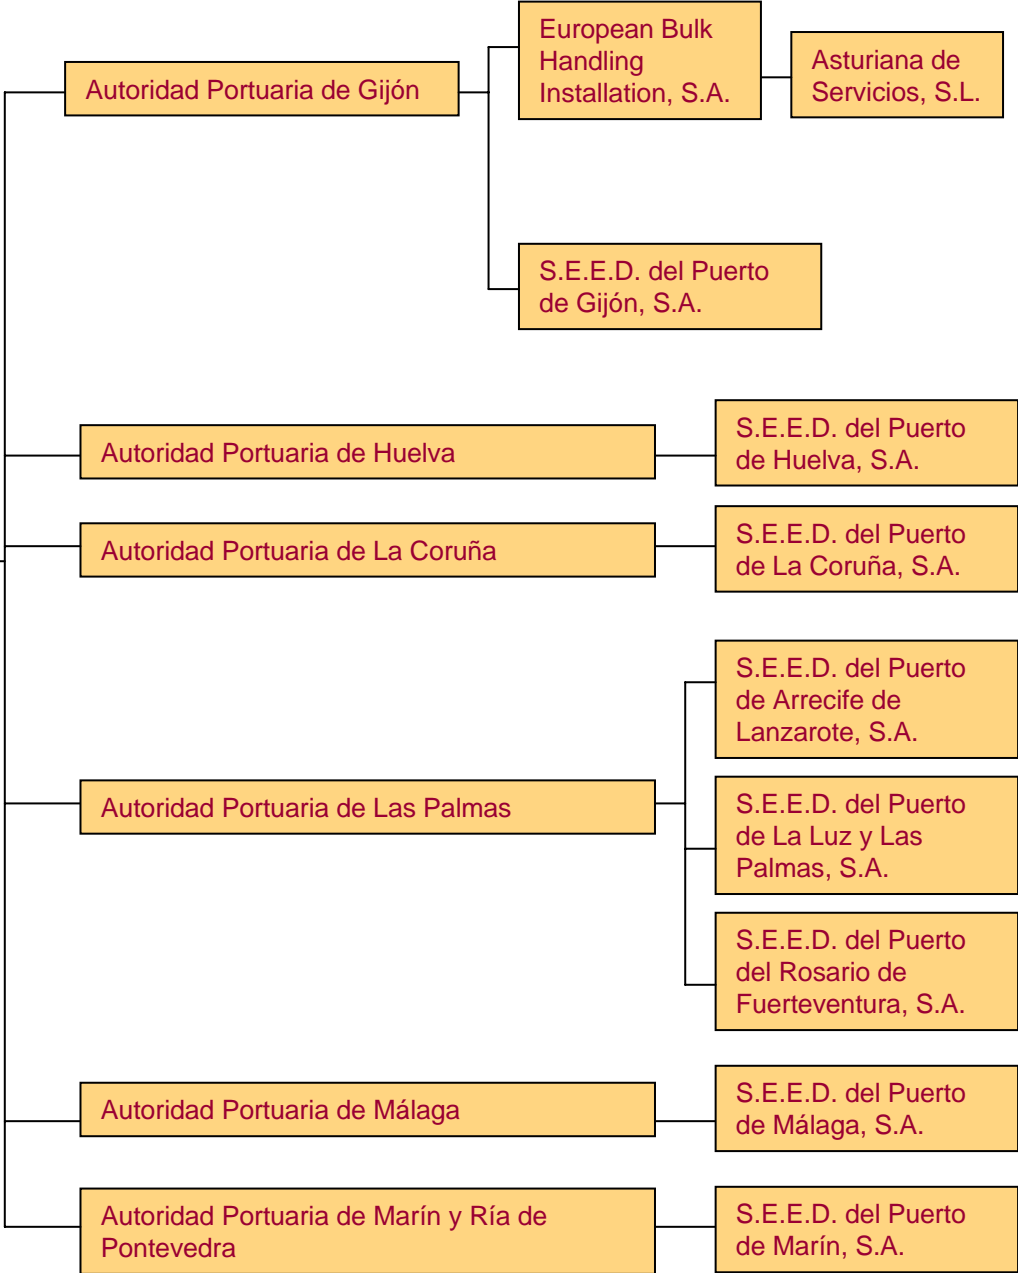 European Bulk
Handling
Installation, S.A.
Asturiana de
Servicios, S.L.
Autoridad Portuaria de Gijón
S.E.E.D. del Puerto
de Gijón, S.A.
Autoridad Portuaria de Huelva
S.E.E.D. del Puerto
de Huelva, S.A.
Autoridad Portuaria de La Coruña
S.E.E.D. del Puerto
de La Coruña, S.A.
S.E.E.D. del Puerto
de Arrecife de
Lanzarote, S.A.
Autoridad Portuaria de Las Palmas
S.E.E.D. del Puerto
de La Luz y Las
Palmas, S.A.
S.E.E.D. del Puerto
del Rosario de
Fuerteventura, S.A.
Autoridad Portuaria de Málaga
S.E.E.D. del Puerto
de Málaga, S.A.
Autoridad Portuaria de Marín y Ría de
Pontevedra
S.E.E.D. del Puerto
de Marín, S.A.